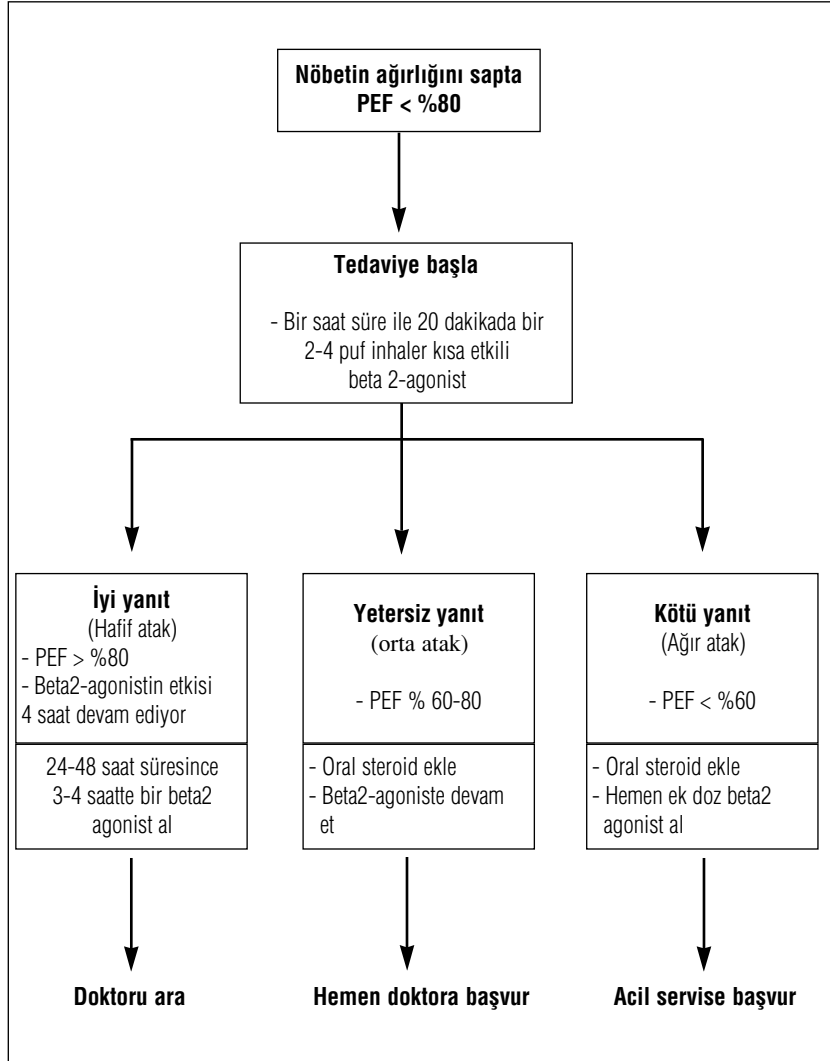 Nöbetin ağırlığını sapta
PEF < %80
Tedaviye başla
- Bir saat süre ile 20 dakikada bir
2-4 puf inhaler kısa etkili
beta 2-agonist
İyi yanıt
(Hafif atak)
- PEF > %80
- Beta2-agonistin etkisi
4 saat devam ediyor
24-48 saat süresince
3-4 saatte bir beta2
agonist al
Doktoru ara
Yetersiz yanıt
(orta atak)
- PEF % 60-80
- Oral steroid ekle
- Beta2-agoniste devam
et
Hemen doktora başvur
Kötü yanıt
(Ağır atak)
- PEF < %60
- Oral steroid ekle
- Hemen ek doz beta2
agonist al
Acil servise başvur